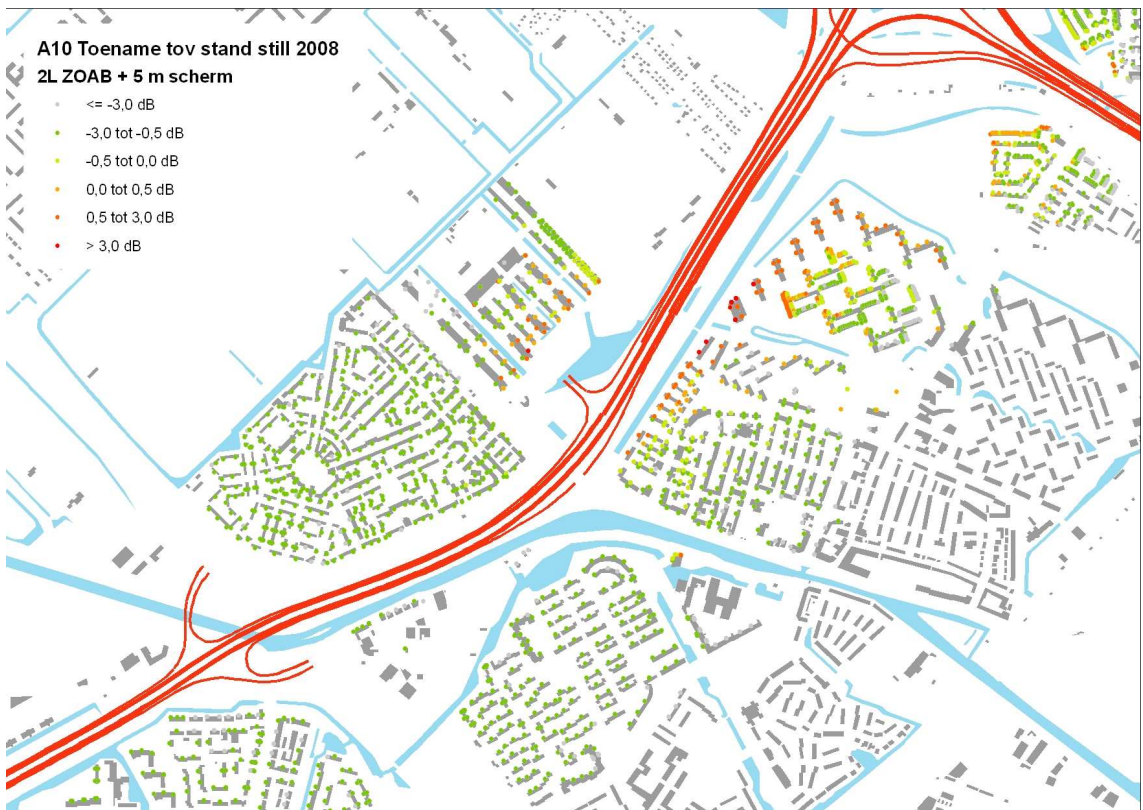 A10 Toename tov stand still 2008
2L ZOAB + 5 m scherm
<= -3,0 dB
-3,0 tot -0,5 dB
-0,5 tot 0,0 dB
0,0 tot 0,5 dB
0,5 tot 3,0 dB
> 3,0 dB